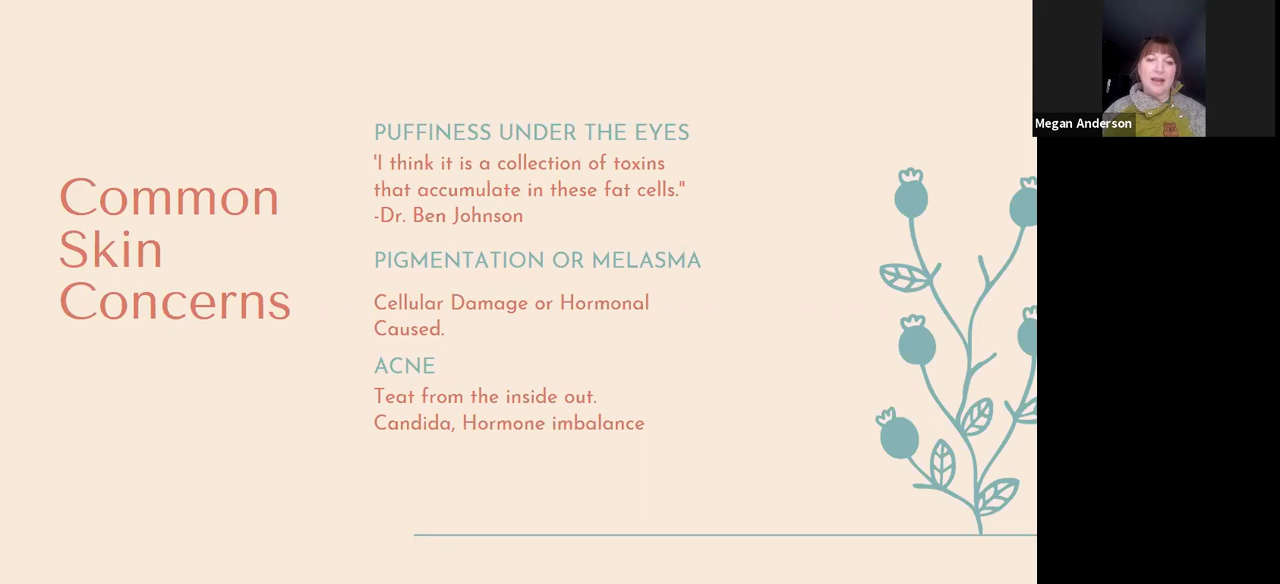 Common
Skin
Concerns
PUFFINESS UNDER THE EYES
'I think it is a collection of toxins
that accumulate in these fat cells."
-Dr. Ben Johnson
PIGMENTATION OR MELASMA
Cellular Damage or Hormonal
Caused.
ACNE
Teat from the inside out.
Candida, Hormone imbalance
Megan Anderson